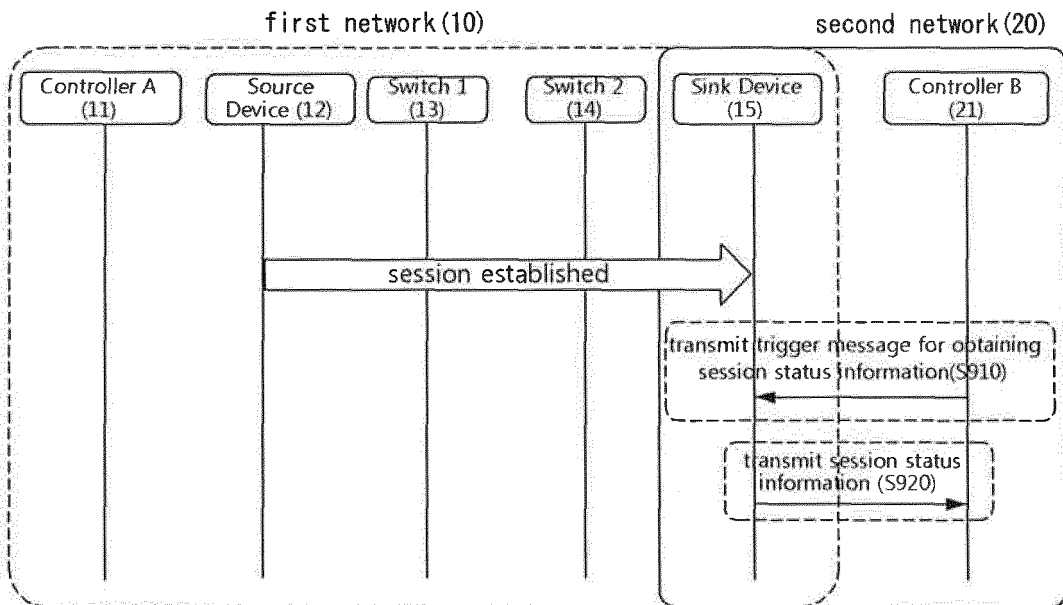 first network(10)
second network(20)
Controller A
(11)
Source
Device (12)
Switch 1
(13)
Switch 2
(14)
Sink Device
(15)
Controller B
(21)
session established
transmit trigger message for obtaining
session status information(S910)
transmit session status
information (S920)